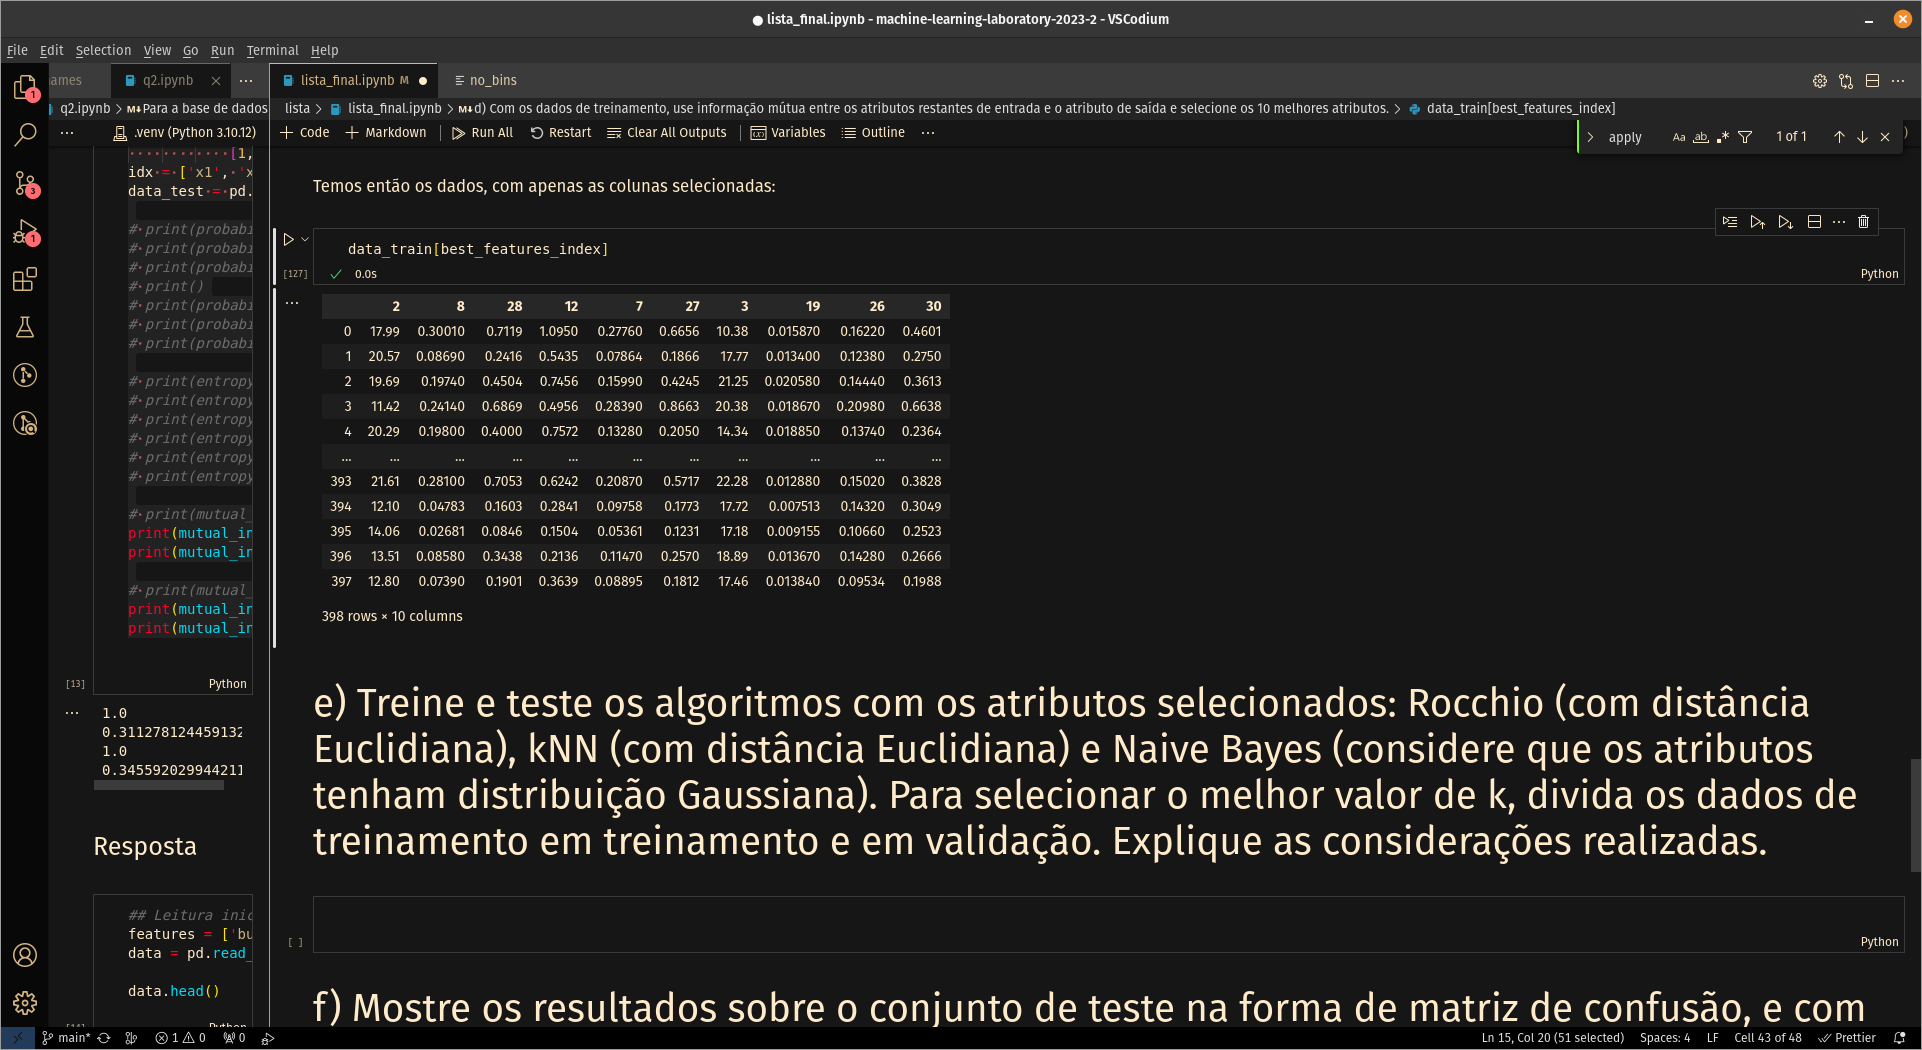 lista_final.ipynb - machine-learning-laboratory-2023-2 - VSCodium
File Edit Selection View Go Run Terminal Help
ames
q2.ipynb
lista_final.ipynb M
no_bins
q2.ipynb > Para a base de dados
lista > lista_final.ipynb > d) Com os dados de treinamento, use informação mútua entre os atributos restantes de entrada e o atributo de saída e selecione os 10 melhores atributos. > data_train[best_features_index]
... .venv (Python 3.10.12)
+ Code + Markdown Run All Restart Clear All Outputs Variables Outline ...
apply Aa ab 1 of 1
[1,
idx = ['x1', 'x
data_test = pd.
# print(probabi
# print(probabi
# print(probabi
# print()
# print(probabi
# print(probabi
# print(probabi
# print(entropy
# print(entropy
# print(entropy
# print(entropy
# print(entropy
# print(entropy
# print(mutual_
print(mutual_in
print(mutual_in
# print(mutual_
print(mutual_in
print(mutual_in
[13] Python
1.0
0.311278124459132
1.0
0.345592029944211
Resposta
## Leitura inic
features = ['bu
data = pd.read_
data.head()
Temos então os dados, com apenas as colunas selecionadas:
data_train[best_features_index]
[127] 0.0s Python
2 8 28 12 7 27 3 19 26 30
0 17.99 0.30010 0.7119 1.0950 0.27760 0.6656 10.38 0.015870 0.16220 0.4601
1 20.57 0.08690 0.2416 0.5435 0.07864 0.1866 17.77 0.013400 0.12380 0.2750
2 19.69 0.19740 0.4504 0.7456 0.15990 0.4245 21.25 0.020580 0.14440 0.3613
3 11.42 0.24140 0.6869 0.4956 0.28390 0.8663 20.38 0.018670 0.20980 0.6638
4 20.29 0.19800 0.4000 0.7572 0.13280 0.2050 14.34 0.018850 0.13740 0.2364
... ... ... ... ... ... ... ... ... ... ...
393 21.61 0.28100 0.7053 0.6242 0.20870 0.5717 22.28 0.012880 0.15020 0.3828
394 12.10 0.04783 0.1603 0.2841 0.09758 0.1773 17.72 0.007513 0.14320 0.3049
395 14.06 0.02681 0.0846 0.1504 0.05361 0.1231 17.18 0.009155 0.10660 0.2523
396 13.51 0.08580 0.3438 0.2136 0.11470 0.2570 18.89 0.013670 0.14280 0.2666
397 12.80 0.07390 0.1901 0.3639 0.08895 0.1812 17.46 0.013840 0.09534 0.1988
398 rows × 10 columns
e) Treine e teste os algoritmos com os atributos selecionados: Rocchio (com distância
Euclidiana), kNN (com distância Euclidiana) e Naive Bayes (considere que os atributos
tenham distribuição Gaussiana). Para selecionar o melhor valor de k, divida os dados de
treinamento em treinamento e em validação. Explique as considerações realizadas.
[ ] Python
f) Mostre os resultados sobre o conjunto de teste na forma de matriz de confusão, e com
1
3
1
main* 1 0 0
Ln 15, Col 20 (51 selected) Spaces: 4 LF Cell 43 of 48 Prettier